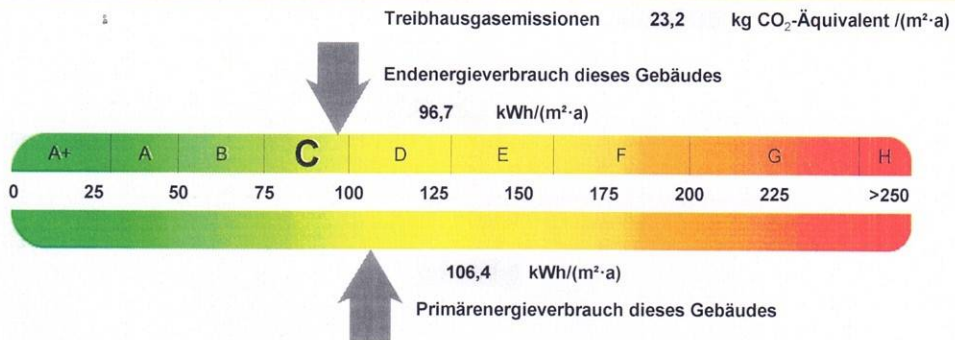 Treibhausgasemissionen 23,2 kg CO₂-Äquivalent /(m²·a)
Endenergieverbrauch dieses Gebäudes
96,7 kWh/(m²·a)
A+ A B C D E F G H
0 25 50 75 100 125 150 175 200 225 >250
106,4 kWh/(m²·a)
Primärenergieverbrauch dieses Gebäudes